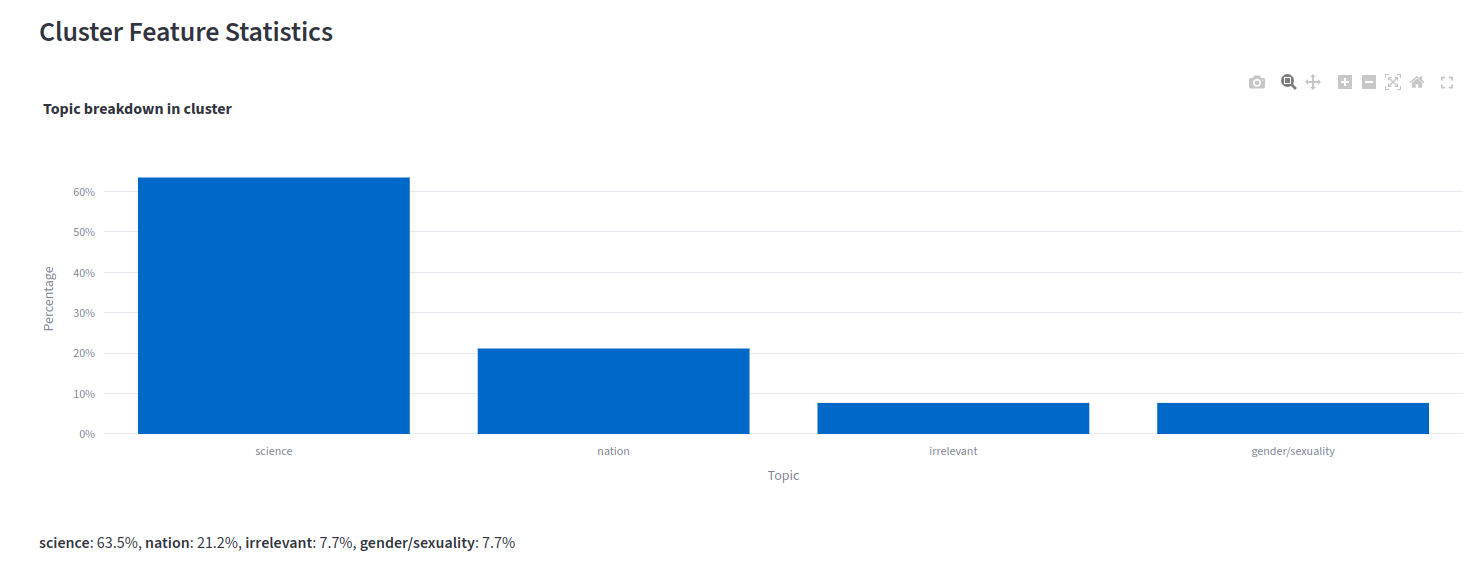 Cluster Feature Statistics
Topic breakdown in cluster
Percentage
60%
50%
40%
30%
20%
10%
0%
science nation irrelevant gender/sexuality
Topic
science: 63.5%, nation: 21.2%, irrelevant: 7.7%, gender/sexuality: 7.7%